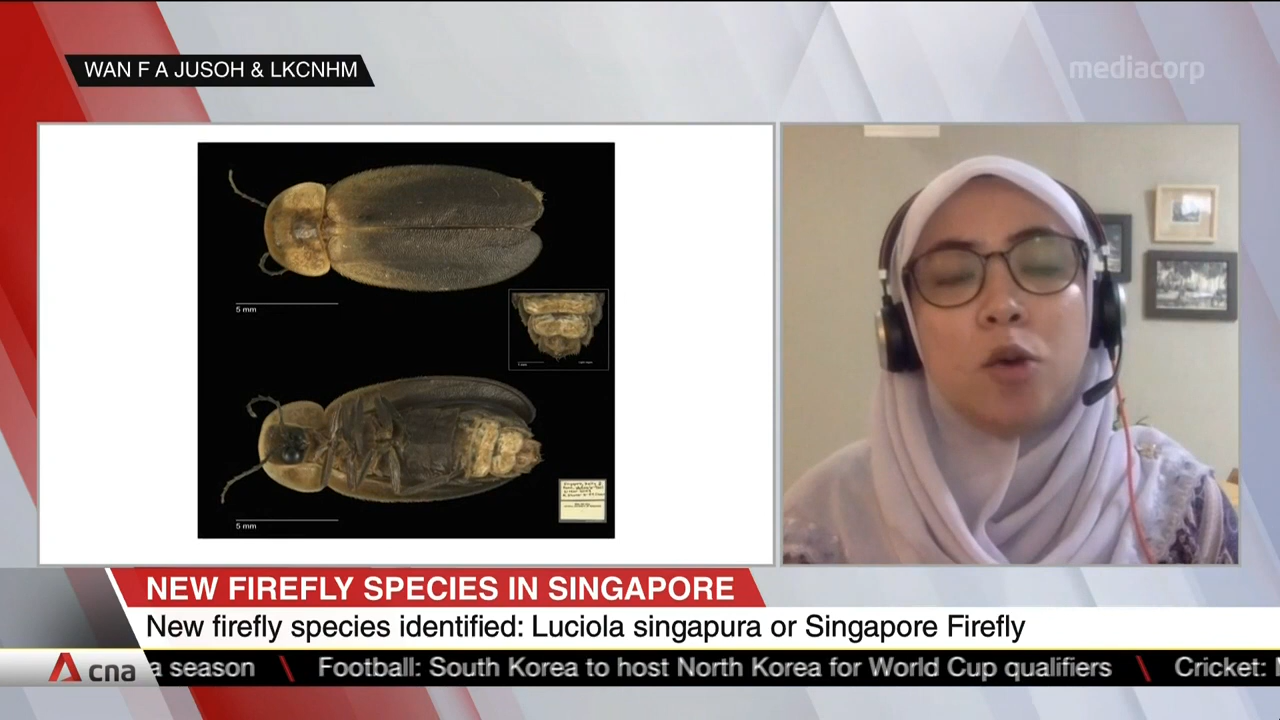 WAN F A JUSOH & LKCNHM
mediacorp
5 mm
5 mm
NEW FIREFLY SPECIES IN SINGAPORE
New firefly species identified: Luciola singapura or Singapore Firefly
cna
a season \ Football: South Korea to host North Korea for World Cup qualifiers \ Cricket: